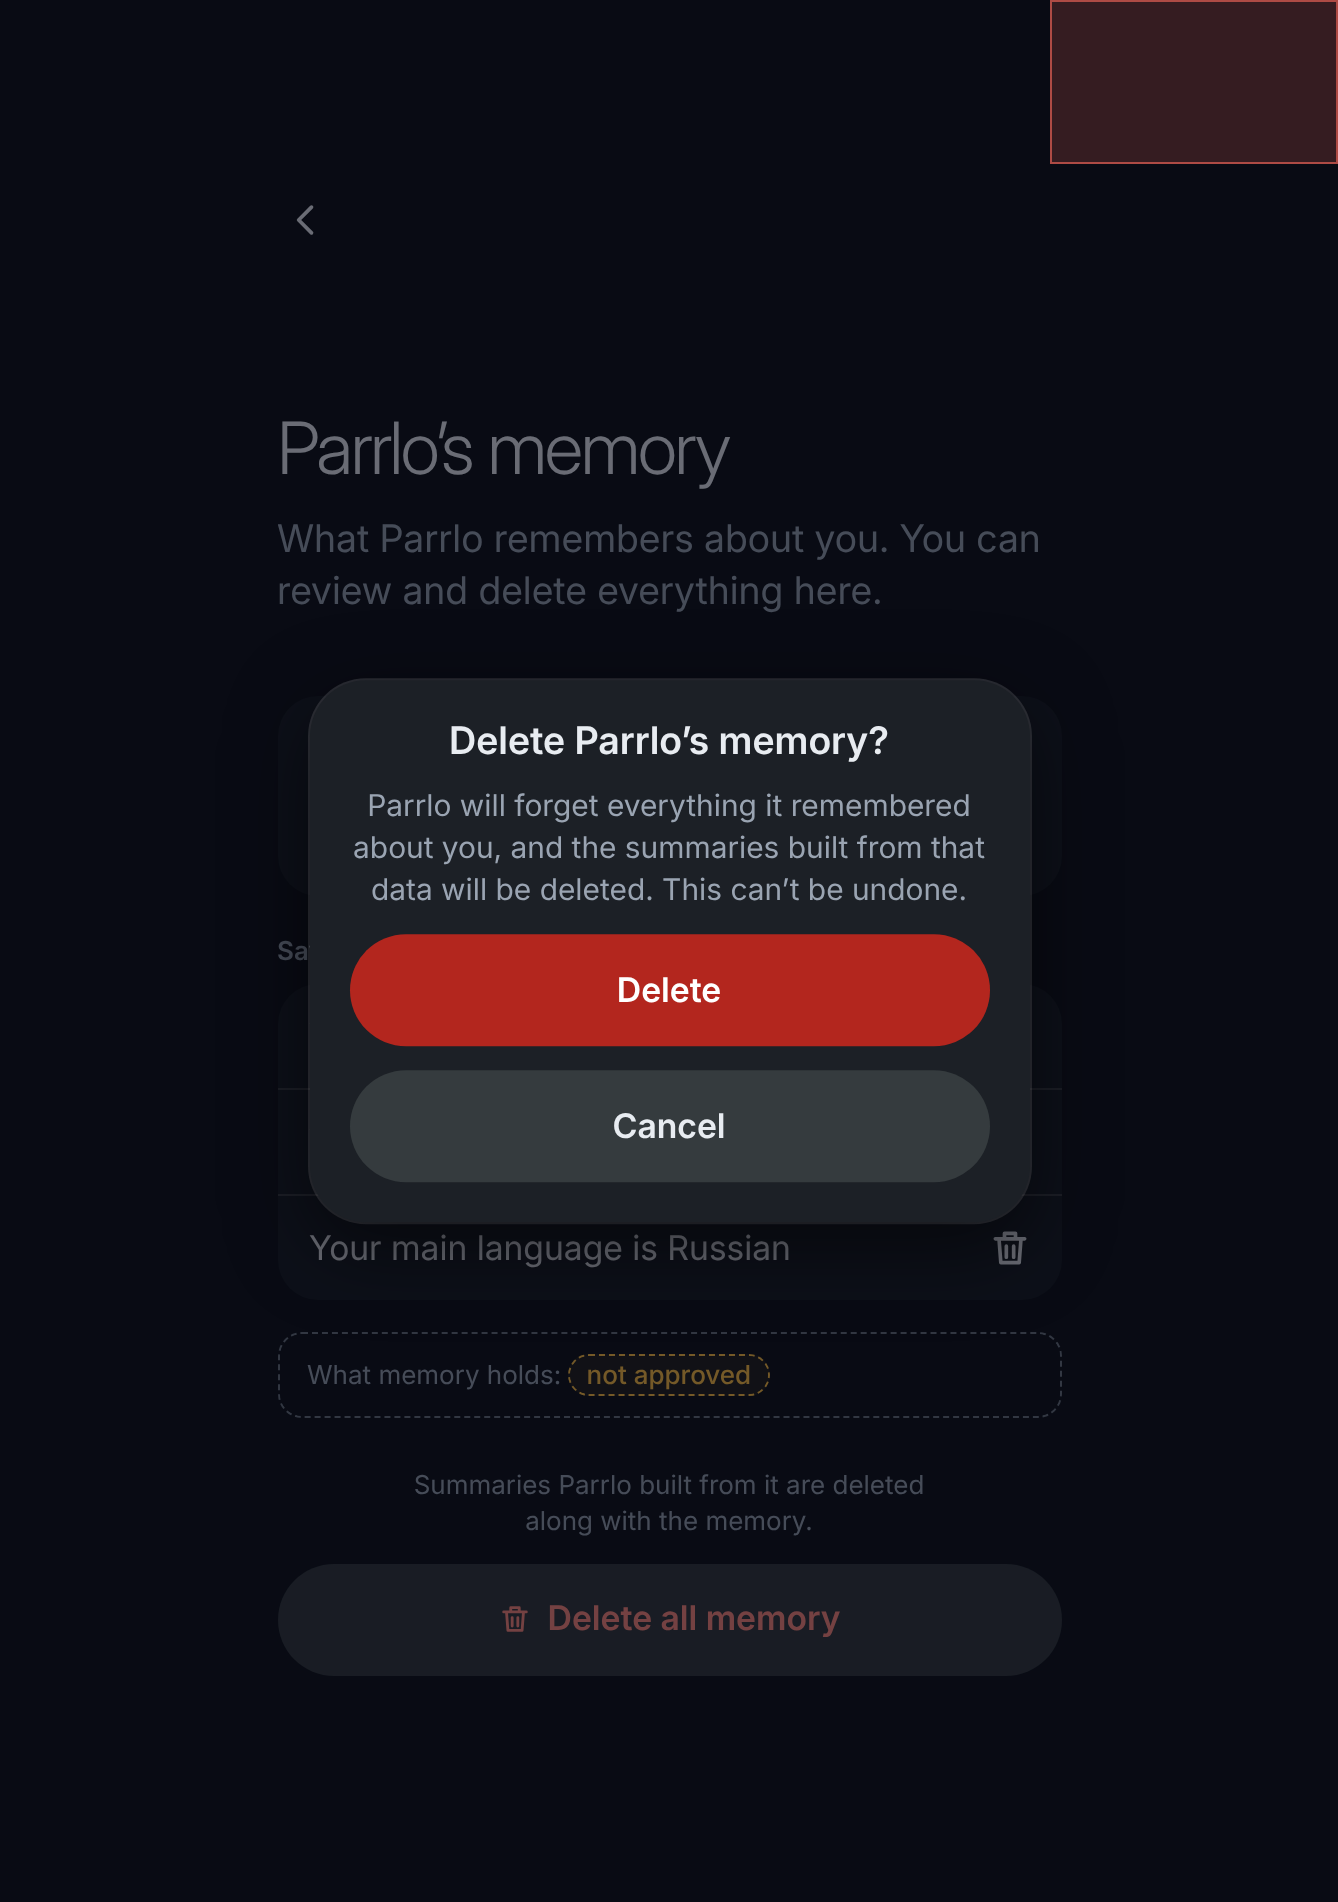 Parrlo’s memory
What Parrlo remembers about you. You can
review and delete everything here.
Delete Parrlo’s memory?
Parrlo will forget everything it remembered
about you, and the summaries built from that
data will be deleted. This can’t be undone.
Delete
Cancel
Your main language is Russian
What memory holds: not approved
Summaries Parrlo built from it are deleted
along with the memory.
Delete all memory